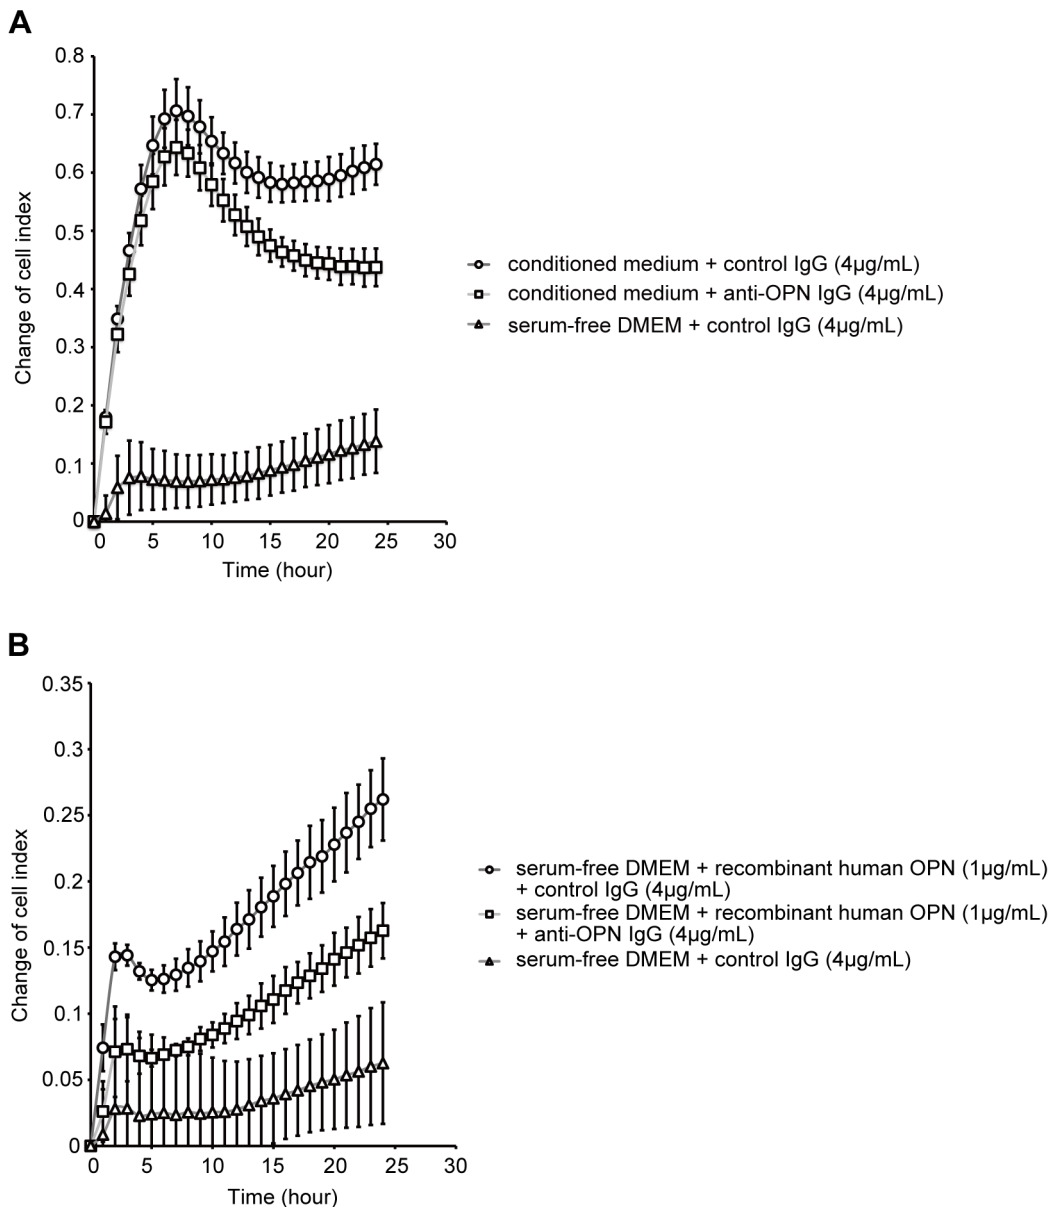 A
0.8
0.7
0.6
0.5
0.4
0.3
0.2
0.1
0
Change of cell index
0 5 10 15 20 25 30
Time (hour)
conditioned medium + control IgG (4µg/mL)
conditioned medium + anti-OPN IgG (4µg/mL)
serum-free DMEM + control IgG (4µg/mL)
B
0.35
0.3
0.25
0.2
0.15
0.1
0.05
0
Change of cell index
0 5 10 15 20 25 30
Time (hour)
serum-free DMEM + recombinant human OPN (1µg/mL)
+ control IgG (4µg/mL)
serum-free DMEM + recombinant human OPN (1µg/mL)
+ anti-OPN IgG (4µg/mL)
serum-free DMEM + control IgG (4µg/mL)